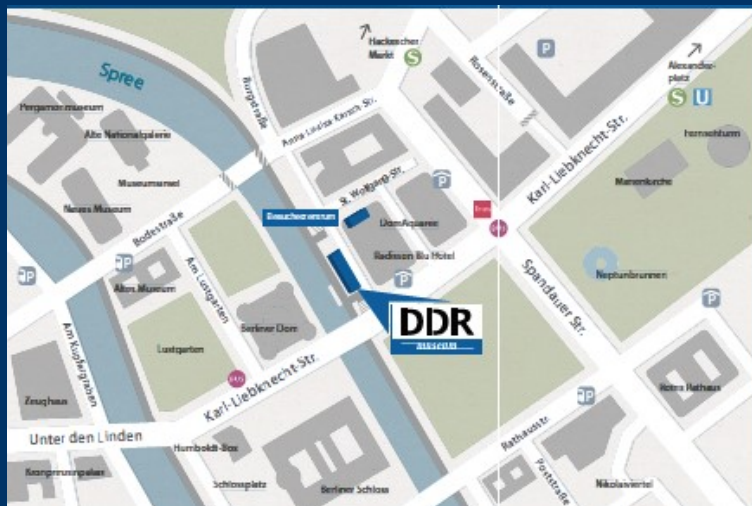 Spree
Hackescher
Markt
S
Burgstraße
Rosenstraße
P
Alexander-
platz
S U
Pergamonmuseum
Alte Nationalgalerie
Anna-Louisa-Karsch-Str.
Karl-Liebknecht-Str.
Fernsehturm
Museumsinsel
St. Wolfgang-Str.
P
Marienkirche
Neues Museum
Besucherzentrum
DomAquaree
Bodestraße
Radisson Blu Hotel
Neptunbrunnen
P
P
Am Lustgarten
P
Spandauer Str.
P
Altes Museum
DDR
museum
Am Kupfergraben
Lustgarten
Berliner Dom
Karl-Liebknecht-Str.
Rotes Rathaus
Zeughaus
P
Unter den Linden
Rathausstr.
Humboldt-Box
Kronprinzenpalais
Schlossplatz
Berliner Schloss
Poststraße
Nikolaiviertel